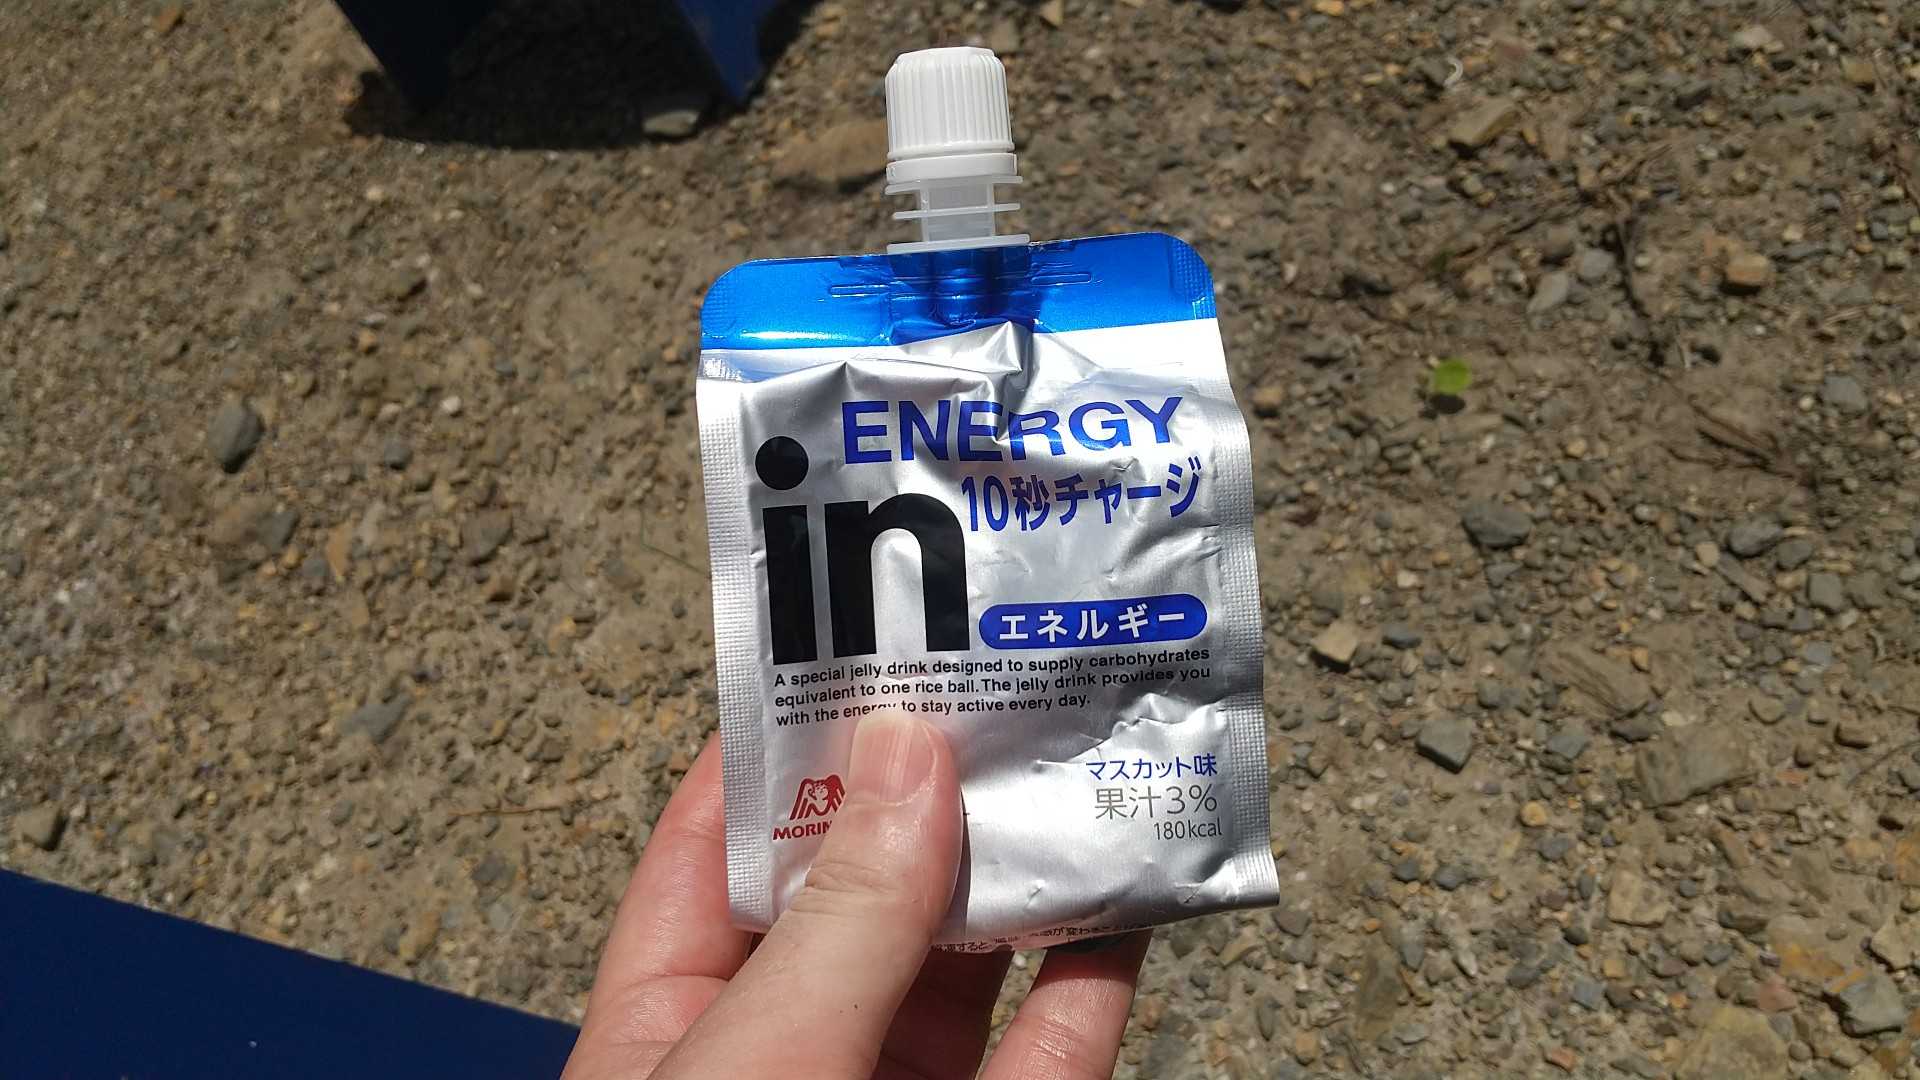 ENERGY
10秒チャージ
in
エネルギー
A special jelly drink designed to supply carbohydrates
equivalent to one rice ball. The jelly drink provides you
with the energy to stay active every day.
マスカット味
果汁3%
180kcal
MORIN